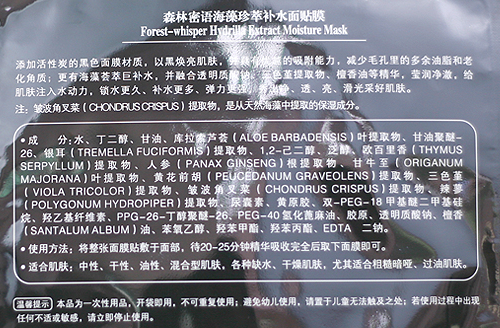 森林密语海藻珍萃补水面贴膜
Forest-whisper Hydrilla Extract Moisture Mask
添加活性炭的黑色面膜材质，以黑焕亮肌肤，的吸附能力，减少毛孔里的多余油脂和老
化角质；更有海藻荟萃巨补水，并融合透明质酸钠、三色堇提取物、檀香油等精华，莹润净澈，给
肌肤注入水动力，锁水更久、补水更多、弹力更强，透、亮、滑光采好肌肤。
注：皱波角叉菜（CHONDRUS CRISPUS）提取物，是从天然海藻中提取的保湿成分。
● 成 分：水、丁二醇、甘油、库拉索芦荟（ALOE BARBADENSIS）叶提取物、甘油聚醚-
26、银耳（TREMELLA FUCIFORMIS）提取物、1,2-己二醇、泛醇、欧百里香（THYMUS
SERPYLLUM）提取物、人参（PANAX GINSENG）根提取物、甘牛至（ORIGANUM
MAJORANA）叶提取物、黄花前胡（PEUCEDANUM GRAVEOLENS）提取物、三色堇
（VIOLA TRICOLOR）提取物、皱波角叉菜（CHONDRUS CRISPUS）提取物、辣蓼
（POLYGONUM HYDROPIPER）提取物、尿囊素、黄原胶、双-PEG-18甲基醚二甲基硅
烷、羟乙基纤维素、PPG-26-丁醇聚醚-26、PEG-40氢化蓖麻油、胶原、透明质酸钠、檀香
（SANTALUM ALBUM）油、苯氧乙醇、羟苯甲酯、羟苯丙酯、EDTA 二钠。
● 使用方法：将整张面膜贴敷于面部，待20-25分钟精华吸收完全后取下面膜即可。
● 适合肌肤：中性、干性、油性、混合型肌肤，各种缺水、干燥肌肤，尤其适合粗糙暗哑、过油肌肤。
温馨提示 本品为一次性用品，开袋即用，不可重复使用；避免幼儿使用，请置于儿童无法触及之处；若使用过程中出现
任何不适或敏感，请立即停止使用。